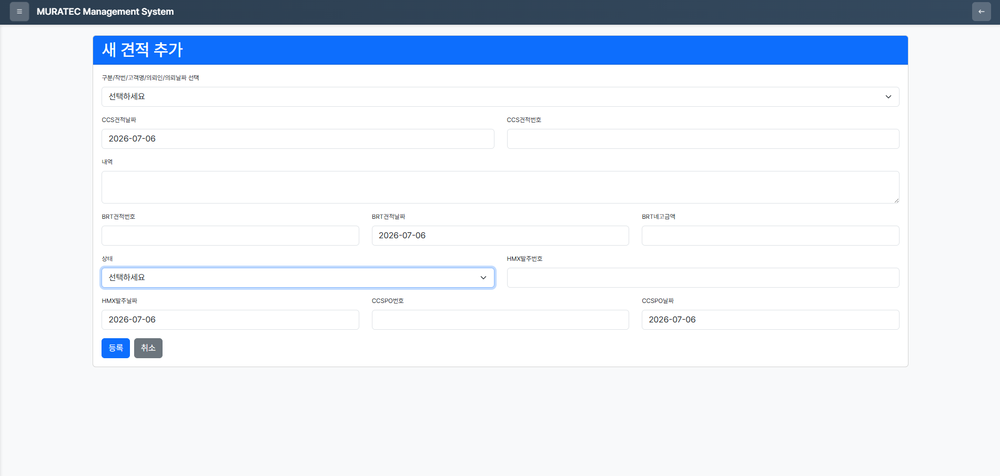 MURATEC Management System
새 견적 추가
구분/작번/고객명/의뢰인/의뢰날짜 선택
선택하세요
CCS견적날짜
CCS견적번호
2026-07-06
내역
BRT견적번호
BRT견적날짜
BRT네고금액
2026-07-06
상태
HMX발주번호
선택하세요
HMX발주날짜
CCSPO번호
CCSPO날짜
2026-07-06
2026-07-06
등록
취소